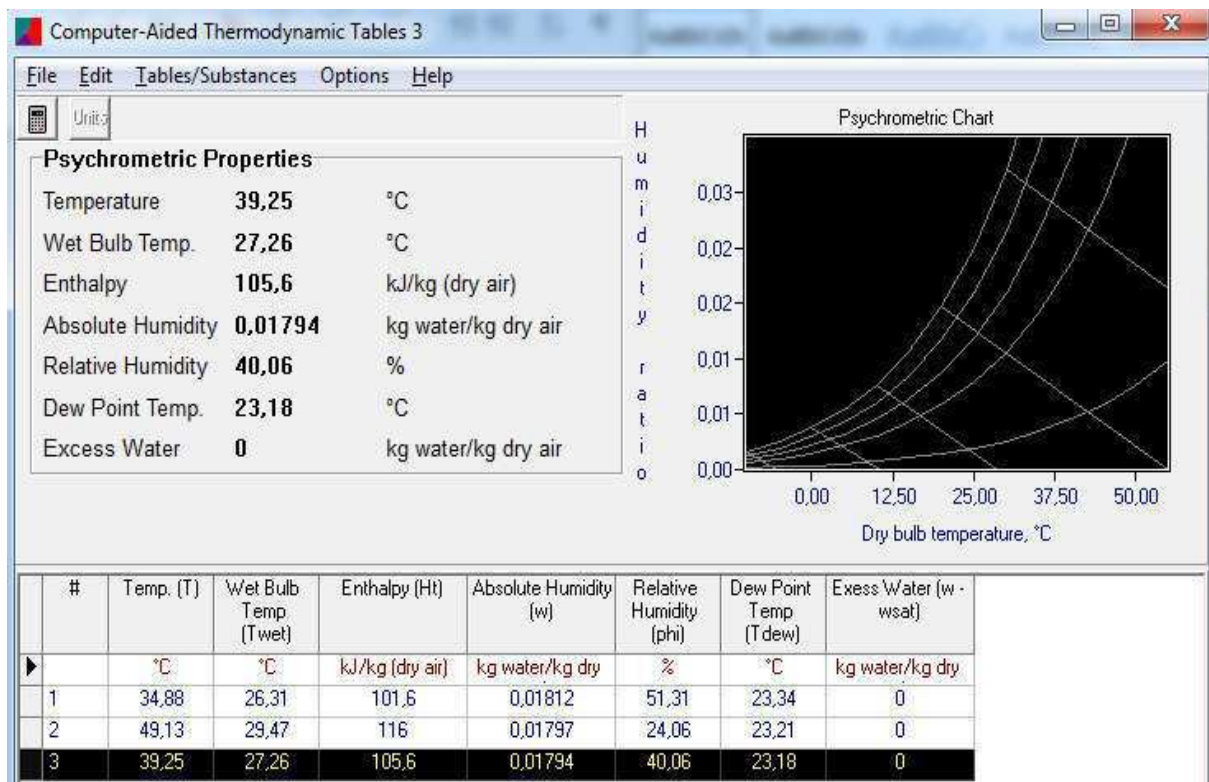 Computer-Aided Thermodynamic Tables 3
File Edit Tables/Substances Options Help
Units
Psychrometric Properties
Temperature 39,25 °C
Wet Bulb Temp. 27,26 °C
Enthalpy 105,6 kJ/kg (dry air)
Absolute Humidity 0,01794 kg water/kg dry air
Relative Humidity 40,06 %
Dew Point Temp. 23,18 °C
Excess Water 0 kg water/kg dry air
Psychrometric Chart
Humidity ratio
0,03
0,02
0,02
0,01
0,01
0,00
0,00 12,50 25,00 37,50 50,00
Dry bulb temperature, °C
# Temp. (T) Wet Bulb Temp (Twet) Enthalpy (Ht) Absolute Humidity (w) Relative Humidity (phi) Dew Point Temp (Tdew) Exess Water (w - wsat)
°C °C kJ/kg (dry air) kg water/kg dry % °C kg water/kg dry
1 34,88 26,31 101,6 0,01812 51,31 23,34 0
2 49,13 29,47 116 0,01797 24,06 23,21 0
3 39,25 27,26 105,6 0,01794 40,06 23,18 0